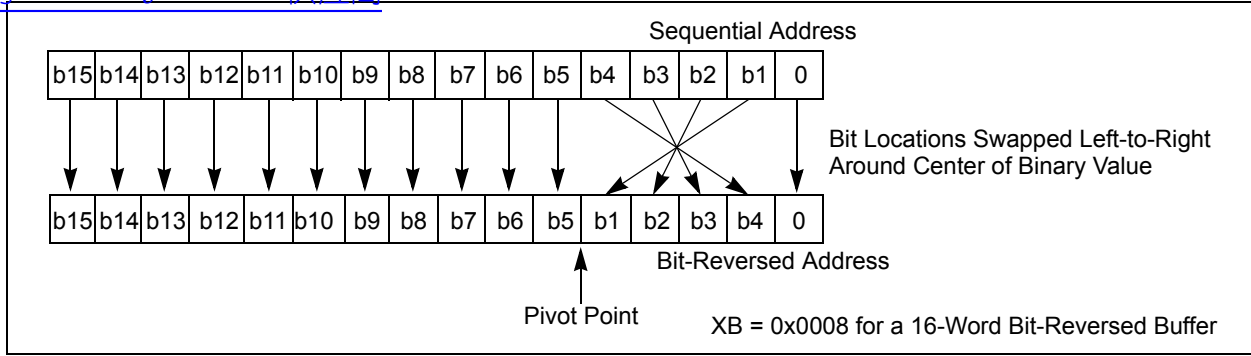 Sequential Address
b15 b14 b13 b12 b11 b10 b9 b8 b7 b6 b5 b4 b3 b2 b1 0
Bit Locations Swapped Left-to-Right
Around Center of Binary Value
b15 b14 b13 b12 b11 b10 b9 b8 b7 b6 b5 b1 b2 b3 b4 0
Bit-Reversed Address
Pivot Point
XB = 0x0008 for a 16-Word Bit-Reversed Buffer